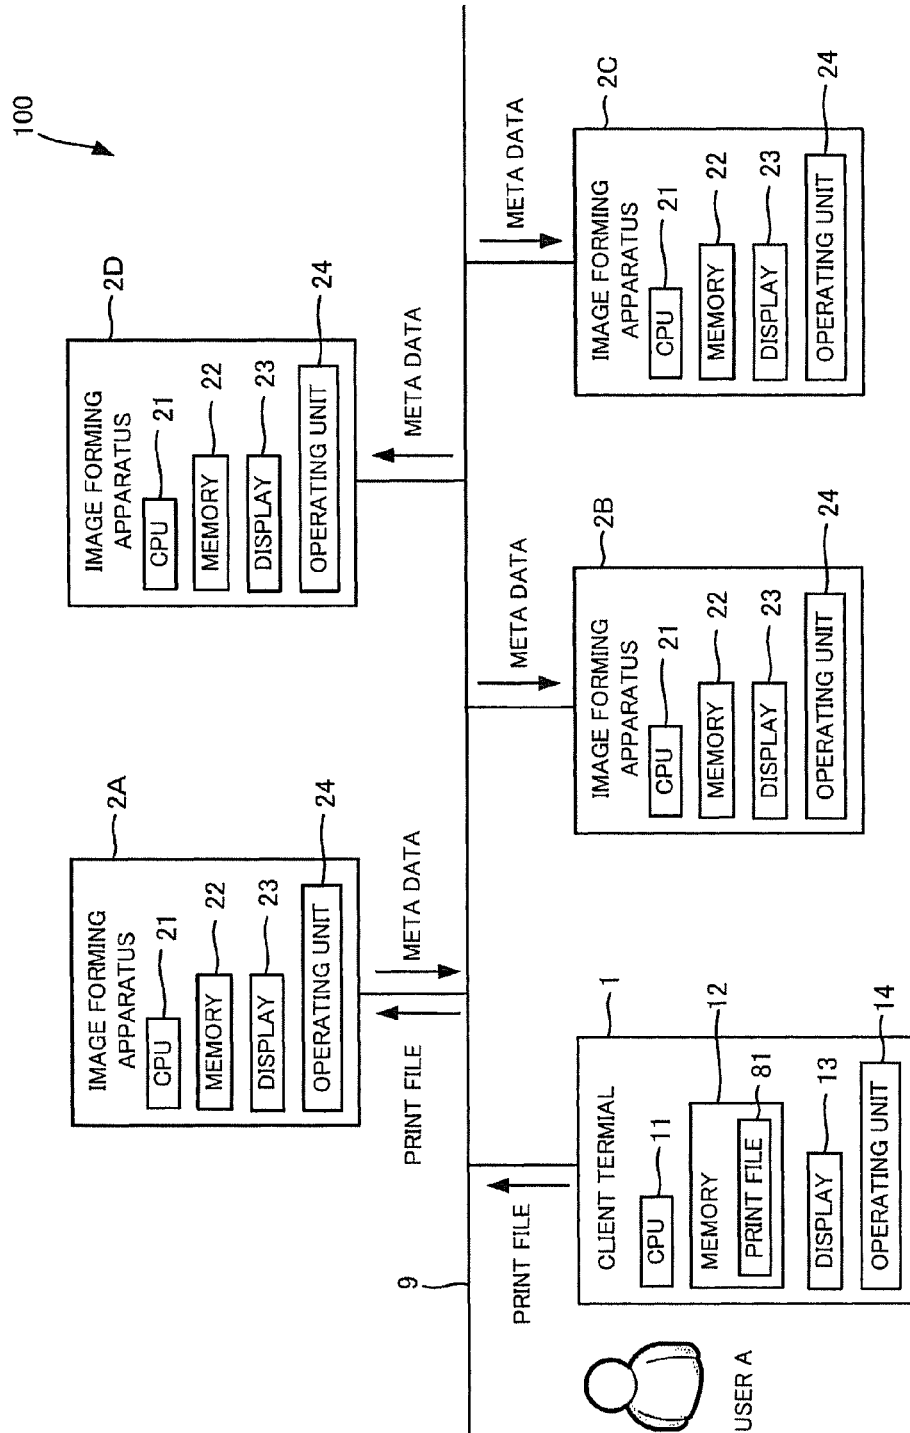 100
2A
IMAGE FORMING
APPARATUS
21
CPU
22
MEMORY
23
DISPLAY
24
OPERATING UNIT
2D
IMAGE FORMING
APPARATUS
21
CPU
22
MEMORY
23
DISPLAY
24
OPERATING UNIT
PRINT FILE
META DATA
META DATA
9
PRINT FILE
META DATA
META DATA
USER A
1
CLIENT TERMIAL
11
CPU
12
MEMORY
81
PRINT FILE
13
DISPLAY
14
OPERATING UNIT
2B
IMAGE FORMING
APPARATUS
21
CPU
22
MEMORY
23
DISPLAY
24
OPERATING UNIT
2C
IMAGE FORMING
APPARATUS
21
CPU
22
MEMORY
23
DISPLAY
24
OPERATING UNIT